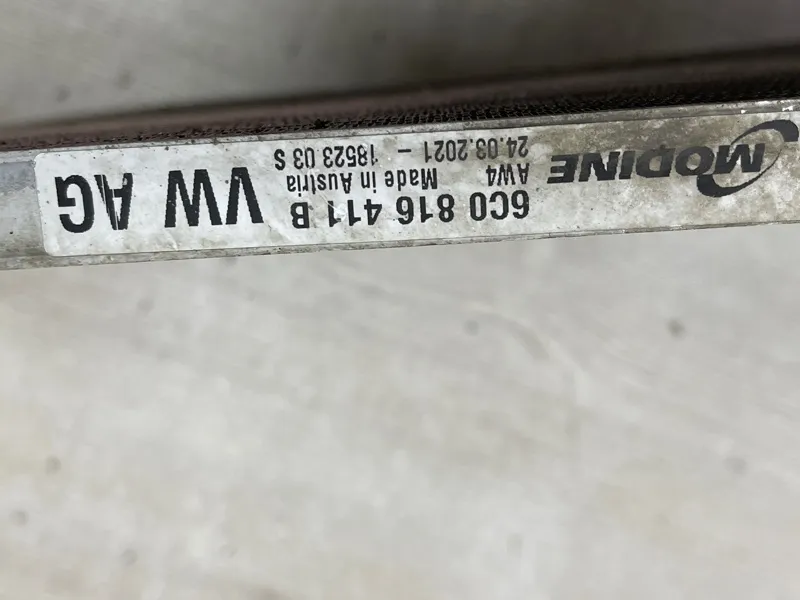 MODINE
6C0 816 411 B
AW4 Made in Austria
24.03.2021 - 18523 03 S
VW AG